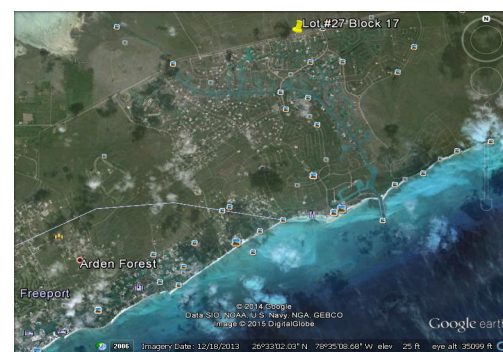 N
Lot #27 Block 17
Arden Forest
Freeport
© 2014 Google
Data SIO, NOAA, U.S. Navy, NGA, GEBCO
Image © 2015 DigitalGlobe
Google earth
2006 Imagery Date: 12/18/2013 26°33'02.03" N 78°35'08.68" W elev 25 ft eye alt 35099 ft